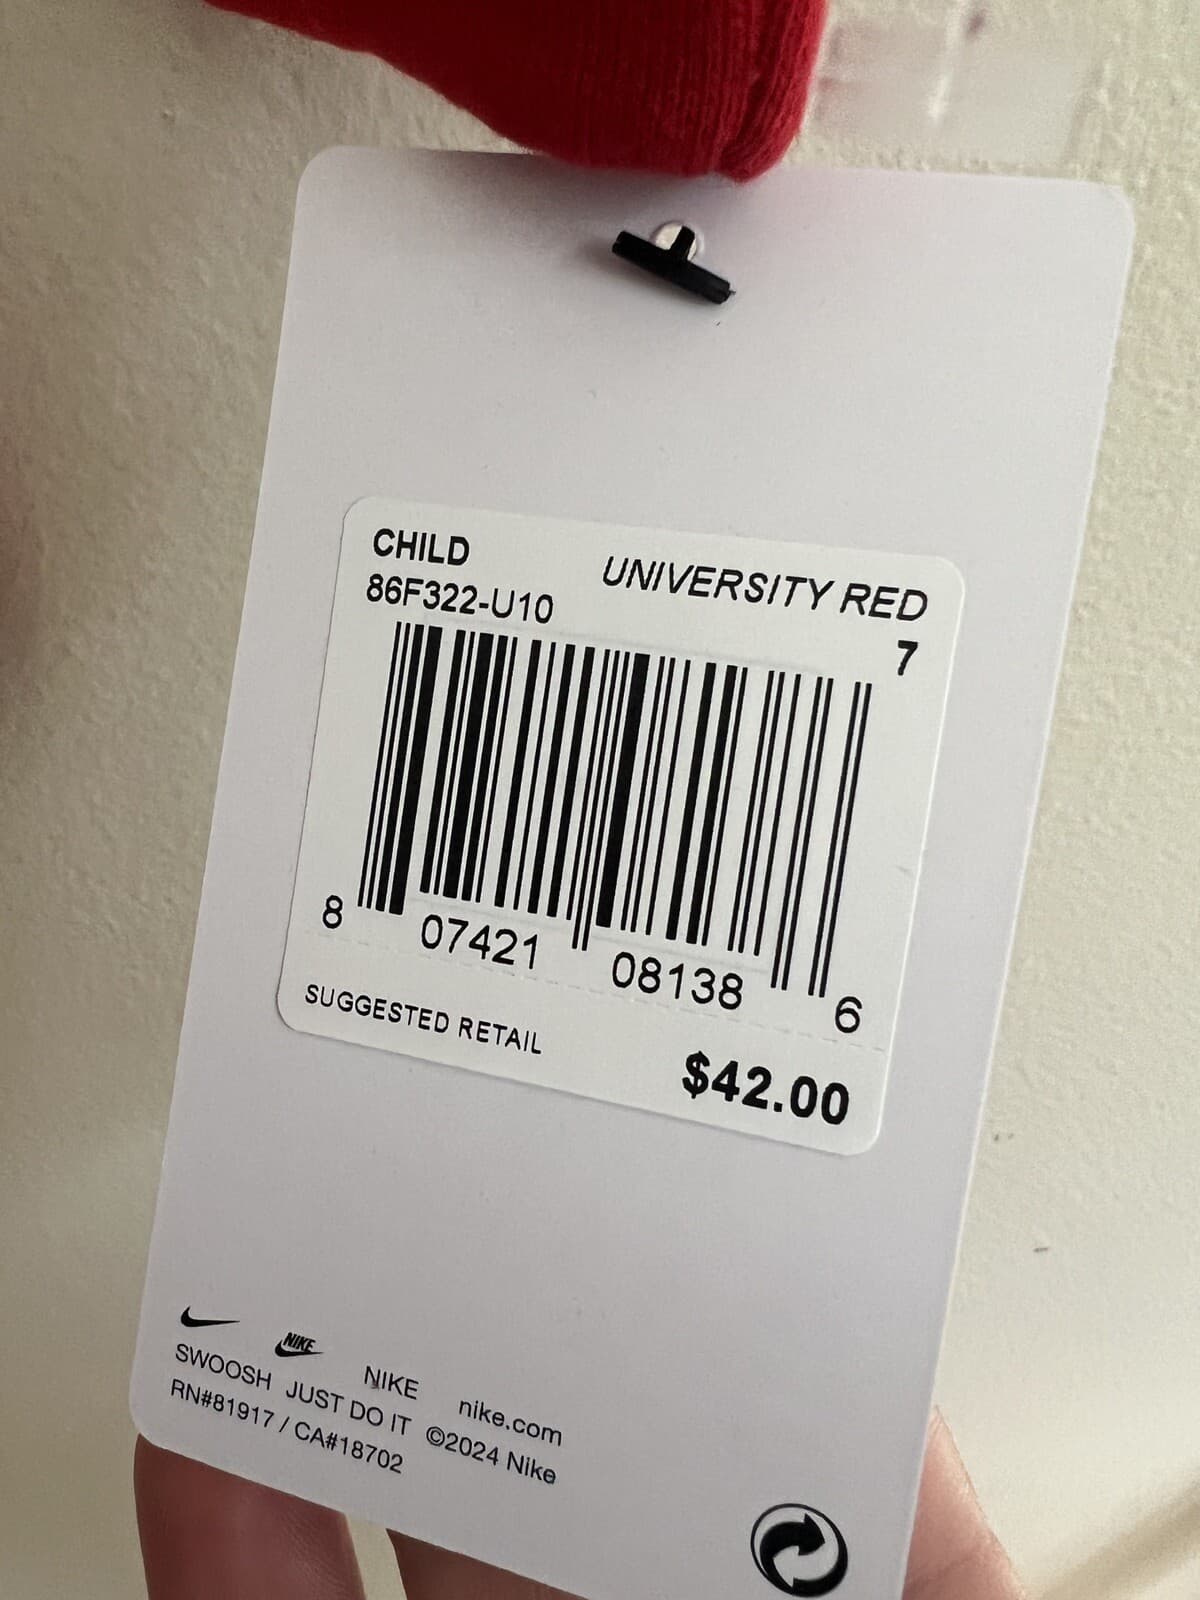 CHILD
86F322-U10
UNIVERSITY RED
7
8 07421 08138 6
SUGGESTED RETAIL
$42.00
NIKE
NIKE
nike.com
SWOOSH JUST DO IT ©2024 Nike
RN#81917 / CA#18702